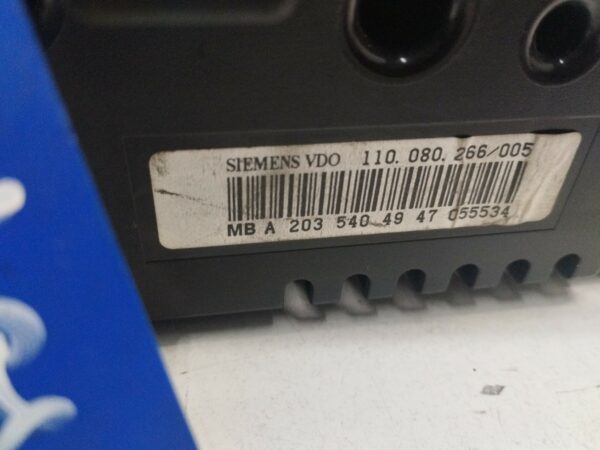 SIEMENS VDO 110. 080. 266/005
MB A 203 540 49 47 055534